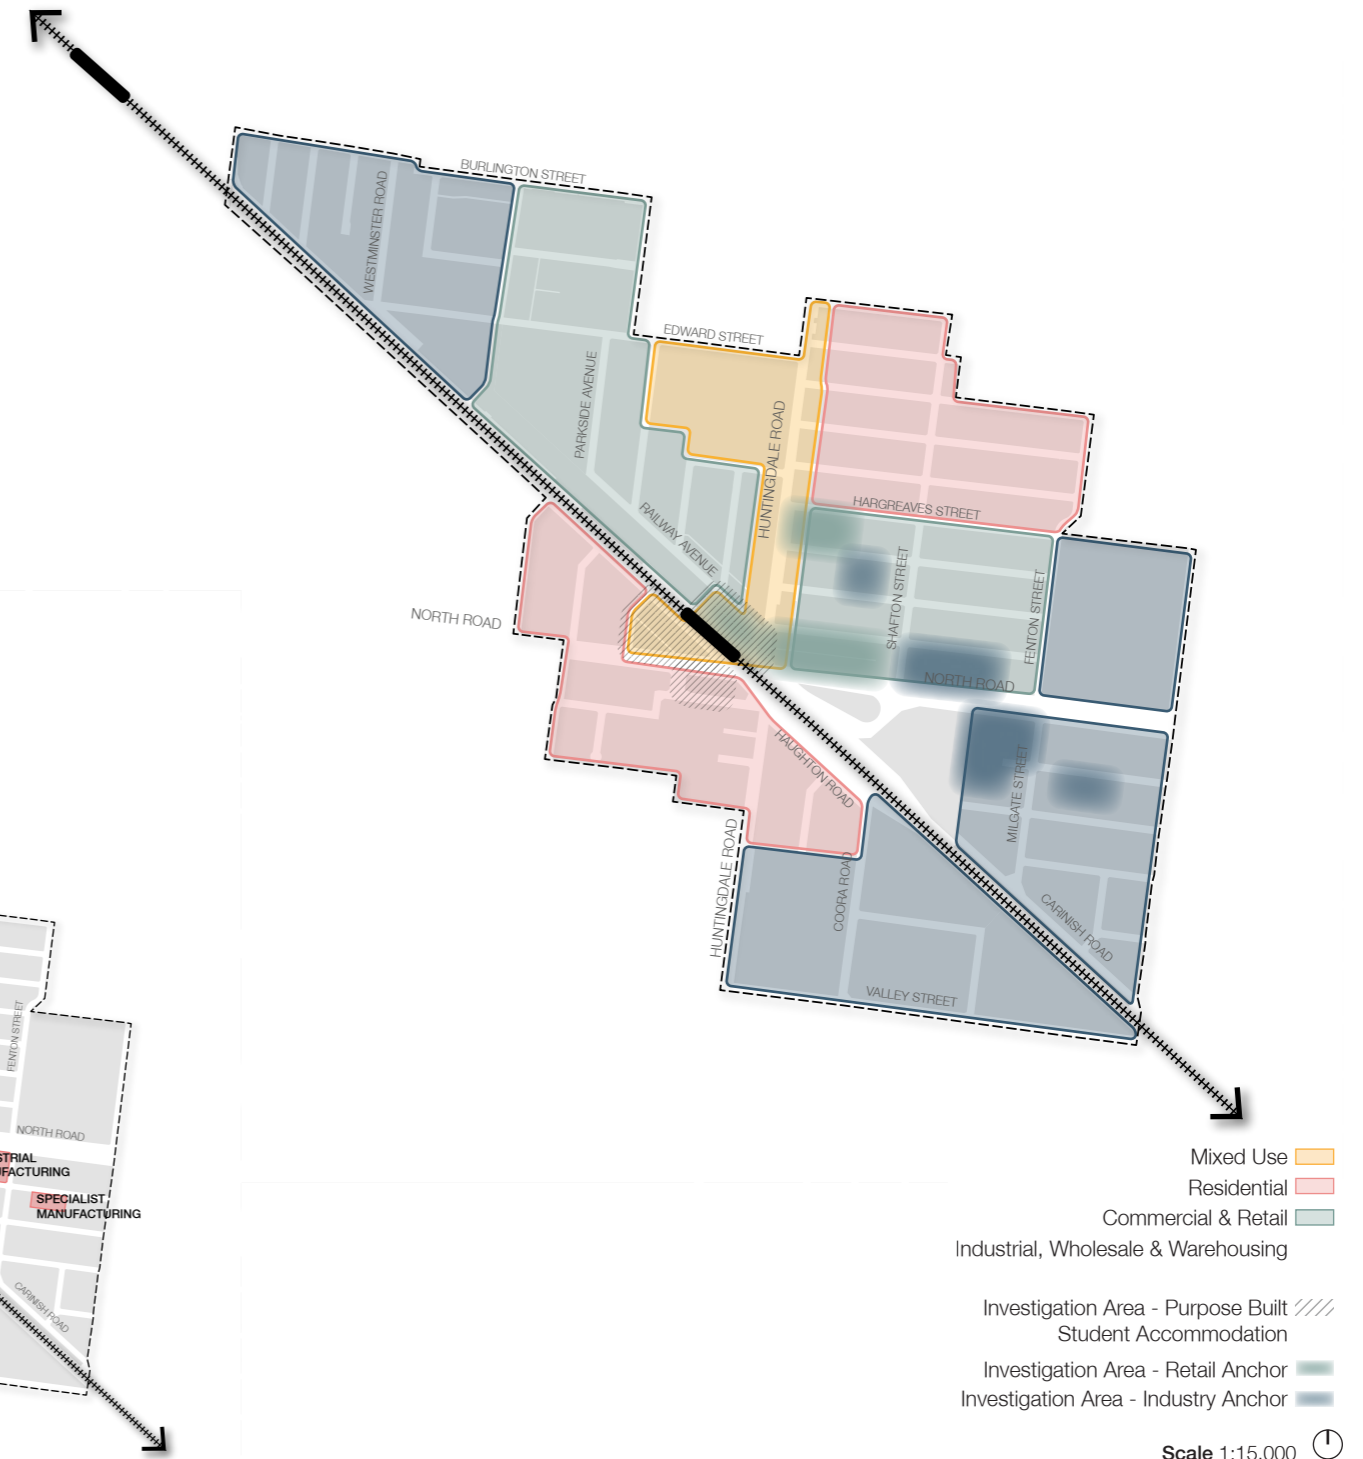 BURLINGTON STREET
WESTMINSTER ROAD
EDWARD STREET
PARKSIDE AVENUE
HUNTINGDALE ROAD
HARGREAVES STREET
RAILWAY AVENUE
SHAFTON STREET
FENTON STREET
NORTH ROAD
NORTH ROAD
HAUGHTON ROAD
MILGATE STREET
HUNTINGDALE ROAD
COORA ROAD
CARINISH ROAD
VALLEY STREET
FENTON STREET
NORTH ROAD
STRIAL
FACTURING
SPECIALIST
MANUFACTURING
CARINISH ROAD
Mixed Use
Residential
Commercial & Retail
Industrial, Wholesale & Warehousing
Investigation Area - Purpose Built
Student Accommodation
Investigation Area - Retail Anchor
Investigation Area - Industry Anchor
Scale 1:15,000